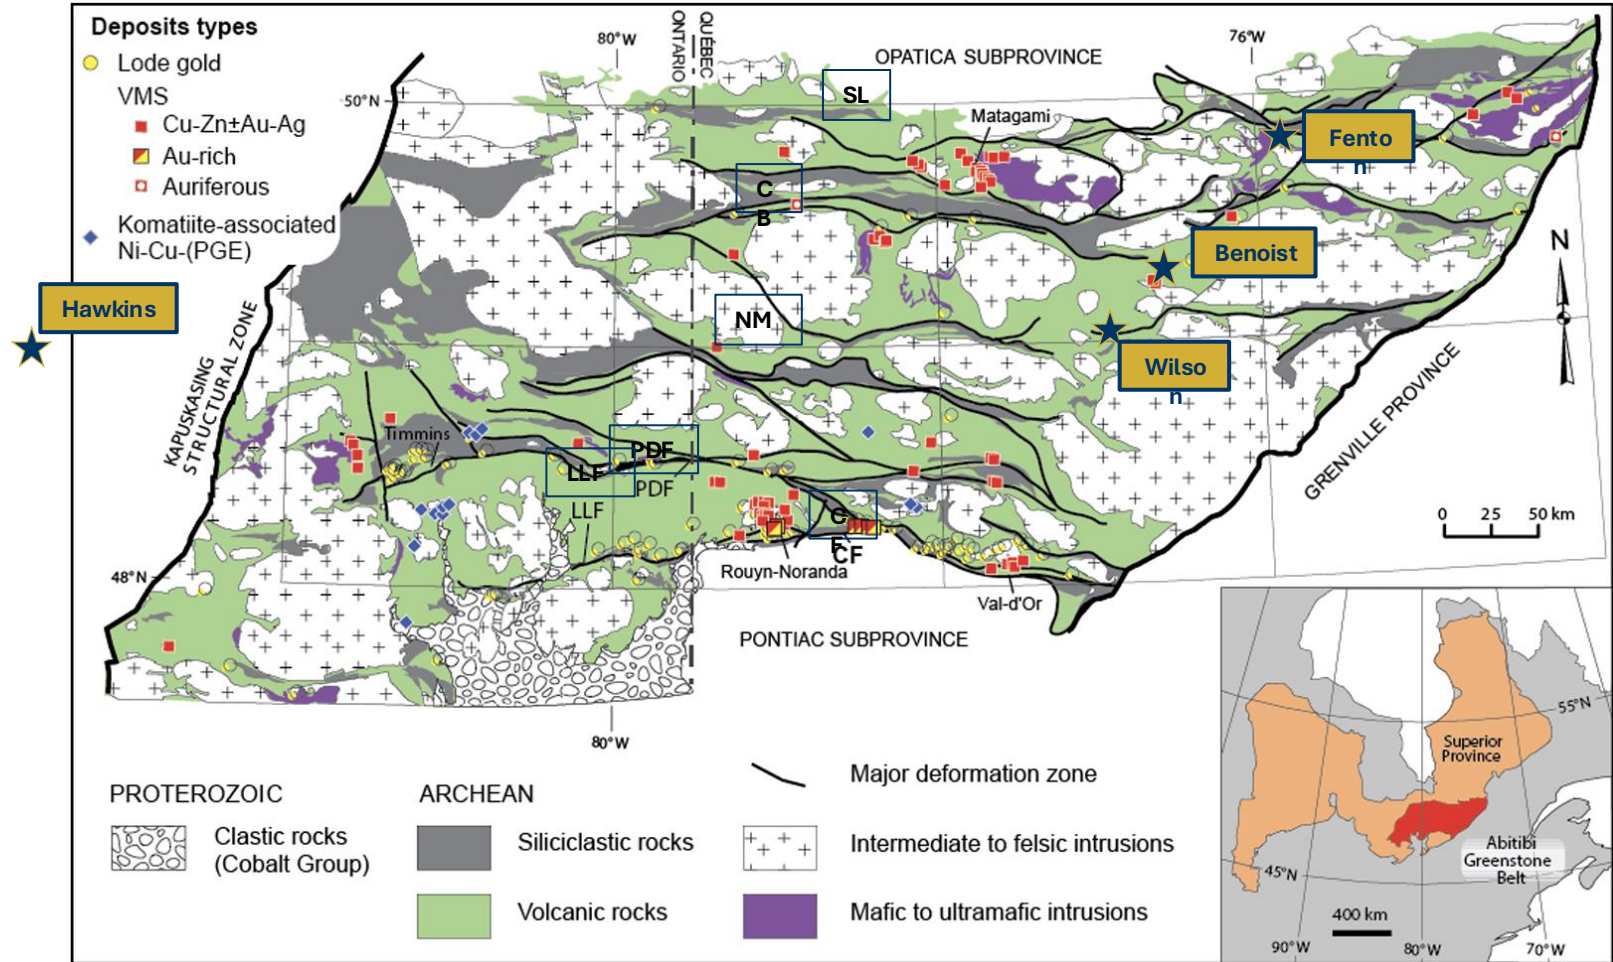 Deposits types
Lode gold
VMS
Cu-Zn±Au-Ag
Au-rich
Auriferous
Komatiite-associated
Ni-Cu-(PGE)
80°W
ONTARIO
QUÉBEC
OPATICA SUBPROVINCE
76°W
50°N
SL
Matagami
Fento
n
C
B
Benoist
N
Hawkins
NM
Wilso
n
KAPUSKASING
STRUCTURAL ZONE
GRENVILLE PROVINCE
Timmins
PDF
LLF
PDF
LLF
C
F
CF
0 25 50 km
Rouyn-Noranda
Val-d'Or
48°N
PONTIAC SUBPROVINCE
80°W
PROTEROZOIC
Clastic rocks
(Cobalt Group)
ARCHEAN
Siliciclastic rocks
Volcanic rocks
Major deformation zone
Intermediate to felsic intrusions
Mafic to ultramafic intrusions
55°N
Superior
Province
Abitibi
Greenstone
Belt
45°N
400 km
90°W
80°W
70°W